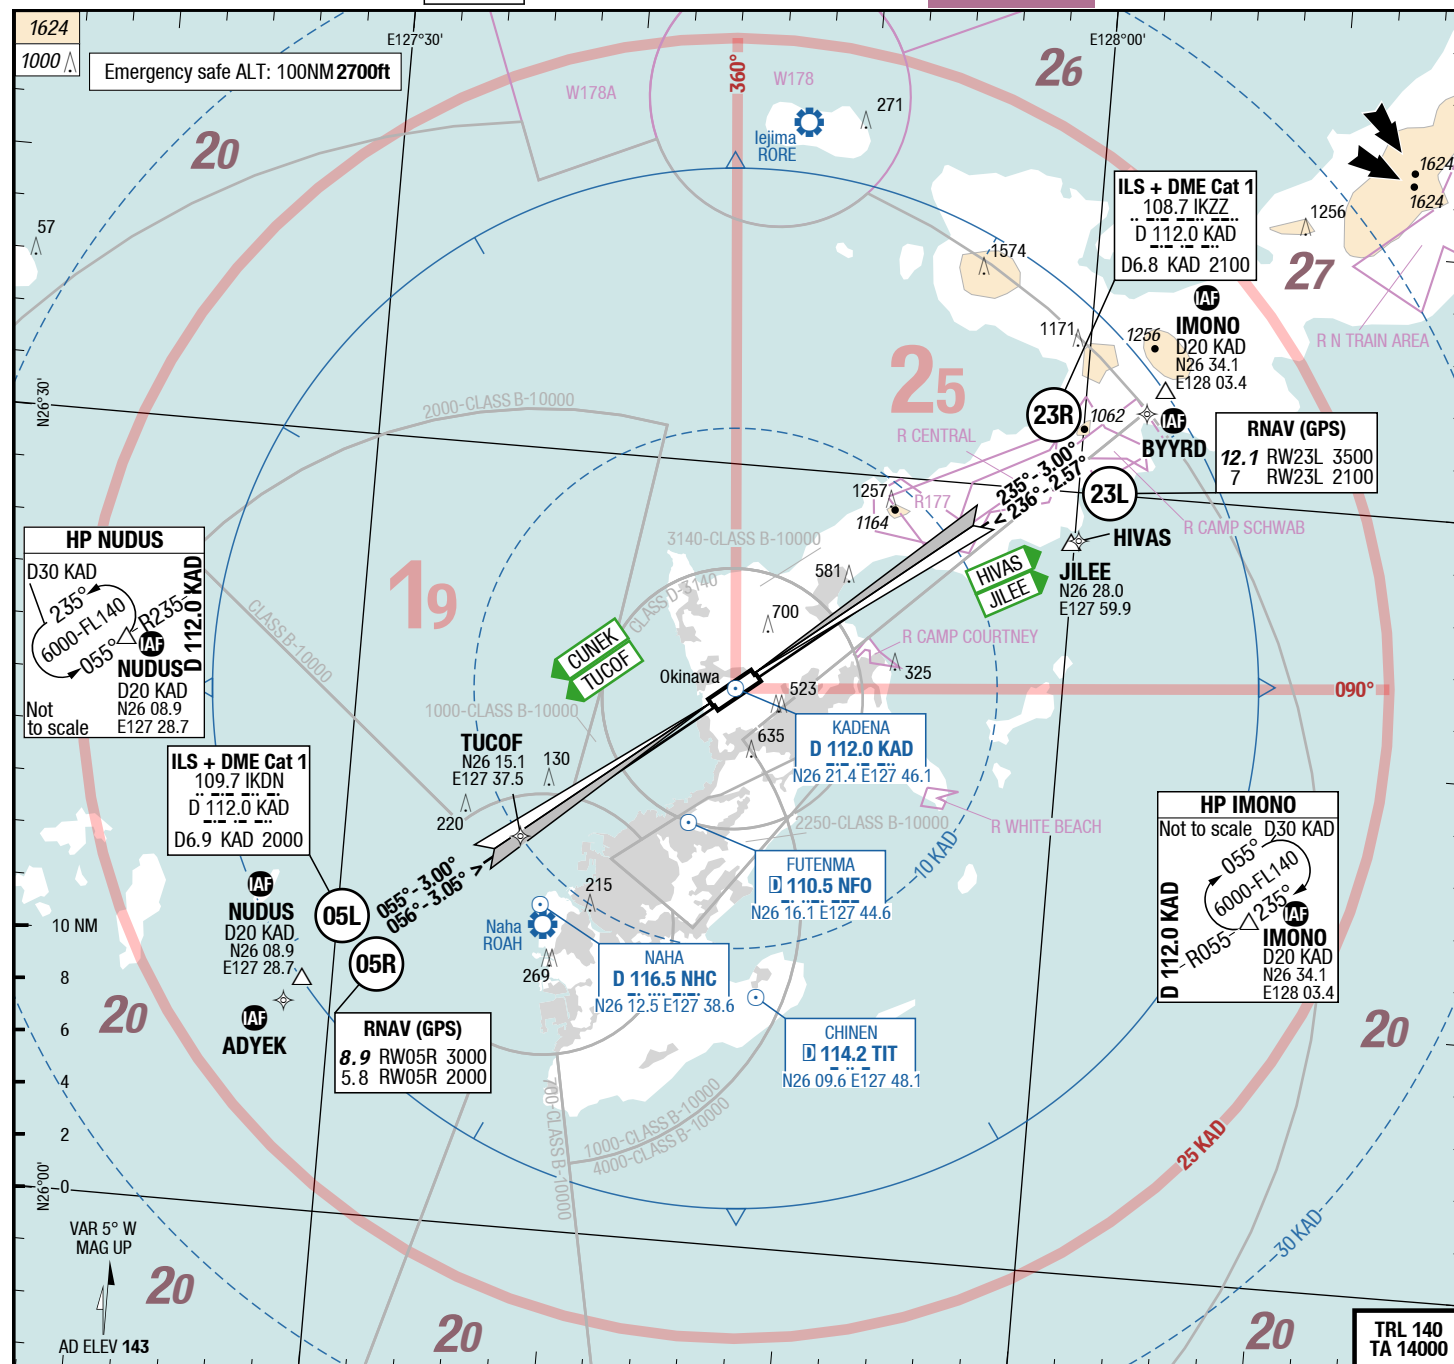 1624
1000
Emergency safe ALT: 100NM 2700ft
E127°30'
E128°00'
360°
W178A
W178
271
Iejima
RORE
20
26
1624
1624
1256
27
57
ILS + DME Cat 1
108.7 IKZZ
D 112.0 KAD
D6.8 KAD 2100
1574
IAF
IMONO
D20 KAD
N26 34.1
E128 03.4
1171
1256
R N TRAIN AREA
N26°30'
2000-CLASS B-10000
25
R CENTRAL
23R
1062
IAF
BYYRD
RNAV (GPS)
12.1 RW23L 3500
7 RW23L 2100
235°-3.00°
< 236°-2.57°
23L
1257
1164
R177
R CAMP SCHWAB
HIVAS
HP NUDUS
D30 KAD
235°
6000-FL140
055°
R235
D 112.0 KAD
IAF
NUDUS
D20 KAD
N26 08.9
E127 28.7
Not
to scale
19
CLASS B-10000
3140-CLASS B-10000
CLASS D-3140
581
700
HIVAS
JILEE
JILEE
N26 28.0
E127 59.9
CUNEK
TUCOF
R CAMP COURTNEY
325
Okinawa
523
090°
1000-CLASS B-10000
KADENA
D 112.0 KAD
N26 21.4 E127 46.1
635
TUCOF
N26 15.1
E127 37.5
130
220
ILS + DME Cat 1
109.7 IKDN
D 112.0 KAD
D6.9 KAD 2000
R WHITE BEACH
2250-CLASS B-10000
10 KAD
HP IMONO
Not to scale D30 KAD
055°
6000-FL140
235°
R055
D 112.0 KAD
IAF
IMONO
D20 KAD
N26 34.1
E128 03.4
FUTENMA
D 110.5 NFO
N26 16.1 E127 44.6
055°-3.00°
056°-3.05° >
215
IAF
NUDUS
D20 KAD
N26 08.9
E127 28.7
05L
05R
Naha
ROAH
269
NAHA
D 116.5 NHC
N26 12.5 E127 38.6
10 NM
8
6
4
2
0
IAF
ADYEK
RNAV (GPS)
8.9 RW05R 3000
5.8 RW05R 2000
CHINEN
D 114.2 TIT
N26 09.6 E127 48.1
20
20
700-CLASS B-10000
1000-CLASS B-10000
4000-CLASS B-10000
25 KAD
30 KAD
N26°00'
VAR 5° W
MAG UP
AD ELEV 143
20
20
20
TRL 140
TA 14000